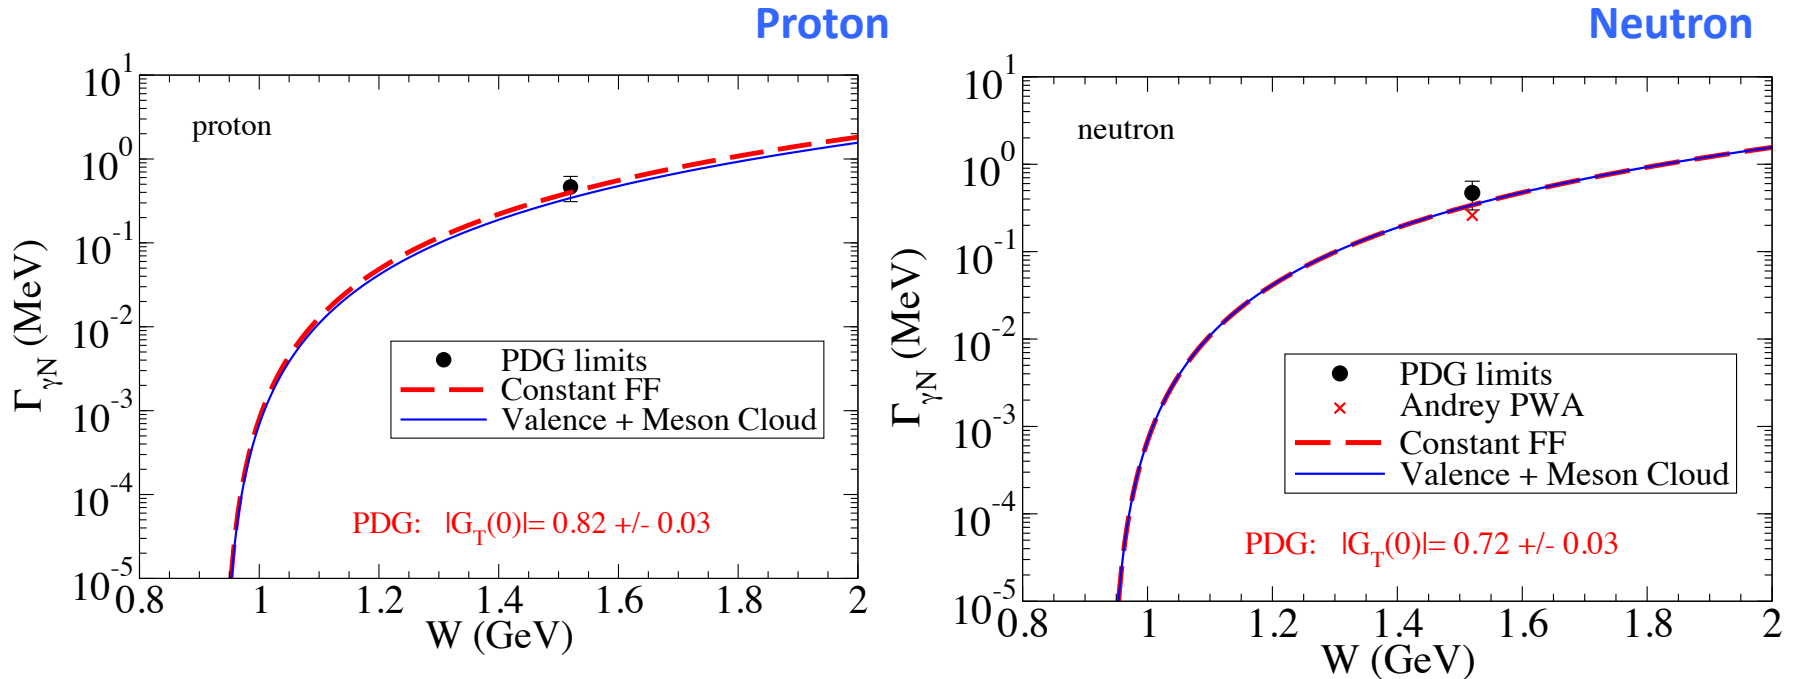 Proton
Neutron
proton
10^1
10^0
10^-1
10^-2
10^-3
10^-4
10^-5
Γ_γN (MeV)
PDG limits
Constant FF
Valence + Meson Cloud
PDG: |G_T(0)|= 0.82 +/- 0.03
0.8 1 1.2 1.4 1.6 1.8 2
W (GeV)
neutron
10^1
10^0
10^-1
10^-2
10^-3
10^-4
10^-5
Γ_γN (MeV)
PDG limits
Andrey PWA
Constant FF
Valence + Meson Cloud
PDG: |G_T(0)|= 0.72 +/- 0.03
0.8 1 1.2 1.4 1.6 1.8 2
W (GeV)